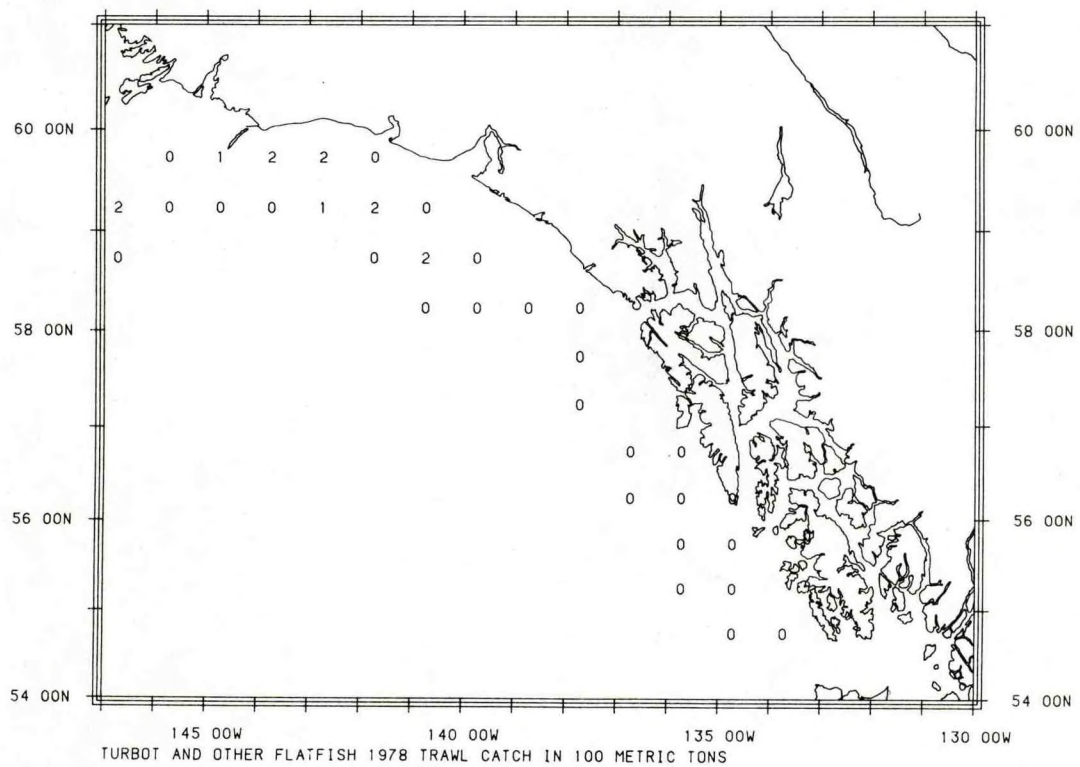 60 00N 60 00N
0 1 2 2 0
2 0 0 0 1 2 0
0 0 2 0
0 0 0 0
58 00N 58 00N
0
0
0 0
0 0 0
56 00N 56 00N
0 0
0 0
0 0
54 00N 54 00N
145 00W 140 00W 135 00W 130 00W
TURBOT AND OTHER FLATFISH 1978 TRAWL CATCH IN 100 METRIC TONS